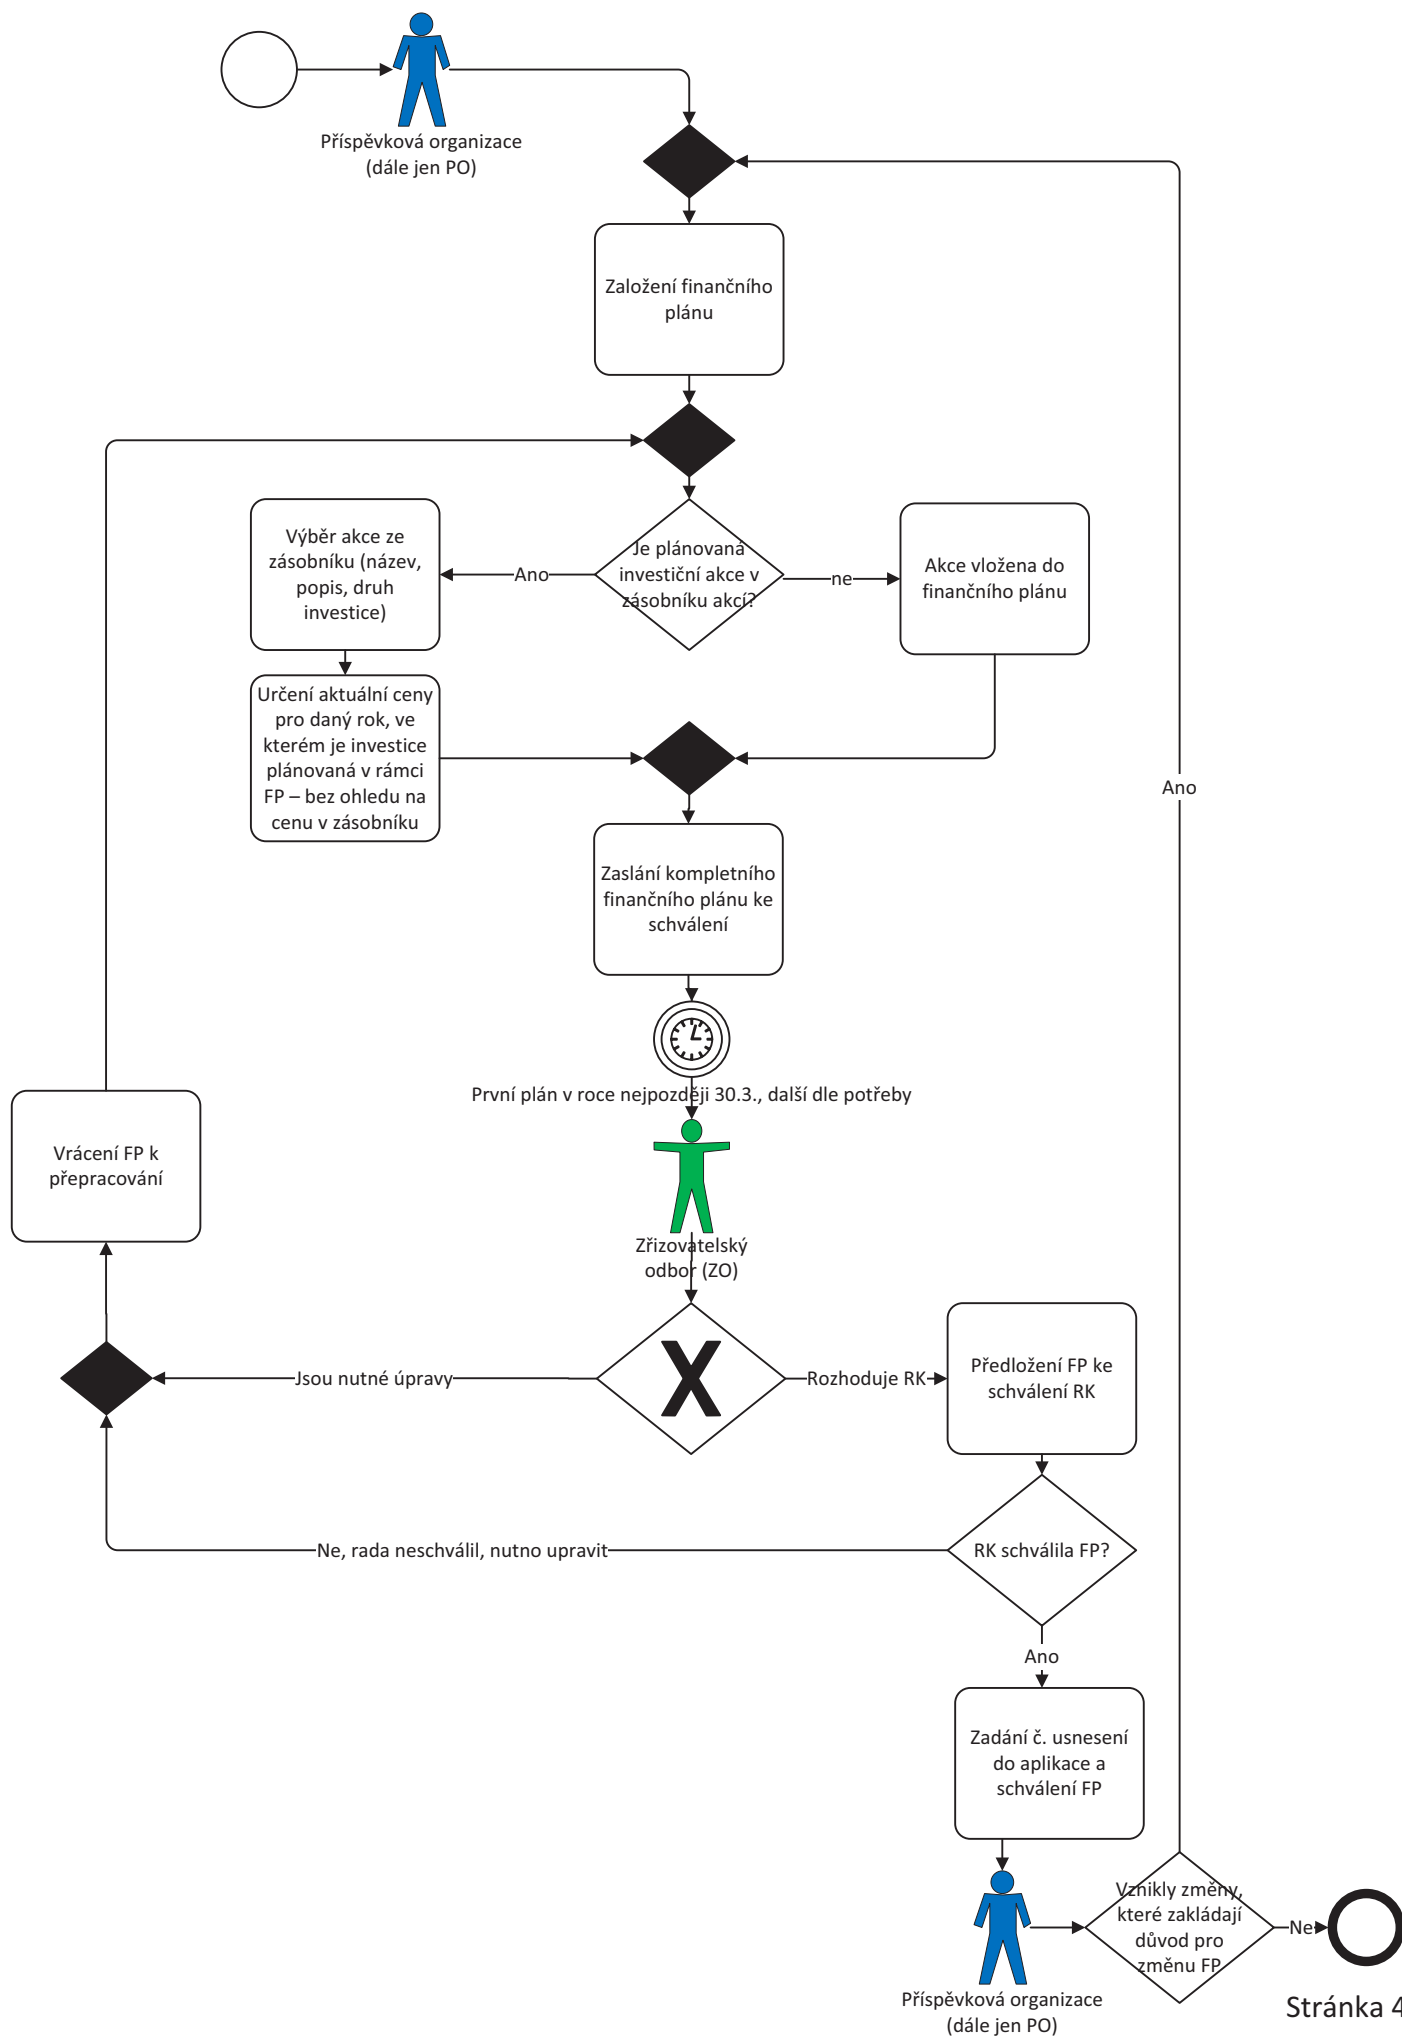 Příspěvková organizace
(dále jen PO)
Založení finančního
plánu
Výběr akce ze
zásobníku (název,
popis, druh
investice)
Ano
Je plánovaná
investiční akce v
zásobníku akcí?
ne
Akce vložena do
finančního plánu
Určení aktuální ceny
pro daný rok, ve
kterém je investice
plánovaná v rámci
FP – bez ohledu na
cenu v zásobníku
Ano
Zaslání kompletního
finančního plánu ke
schválení
První plán v roce nejpozději 30.3., další dle potřeby
Vrácení FP k
přepracování
Zřizovatelský
odbor (ZO)
Jsou nutné úpravy
X
Rozhoduje RK
Předložení FP ke
schválení RK
Ne, rada neschválil, nutno upravit
RK schválila FP?
Ano
Zadání č. usnesení
do aplikace a
schválení FP
Vznikly změny,
které zakládají
důvod pro
změnu FP
Ne
Příspěvková organizace
(dále jen PO)
Stránka 4